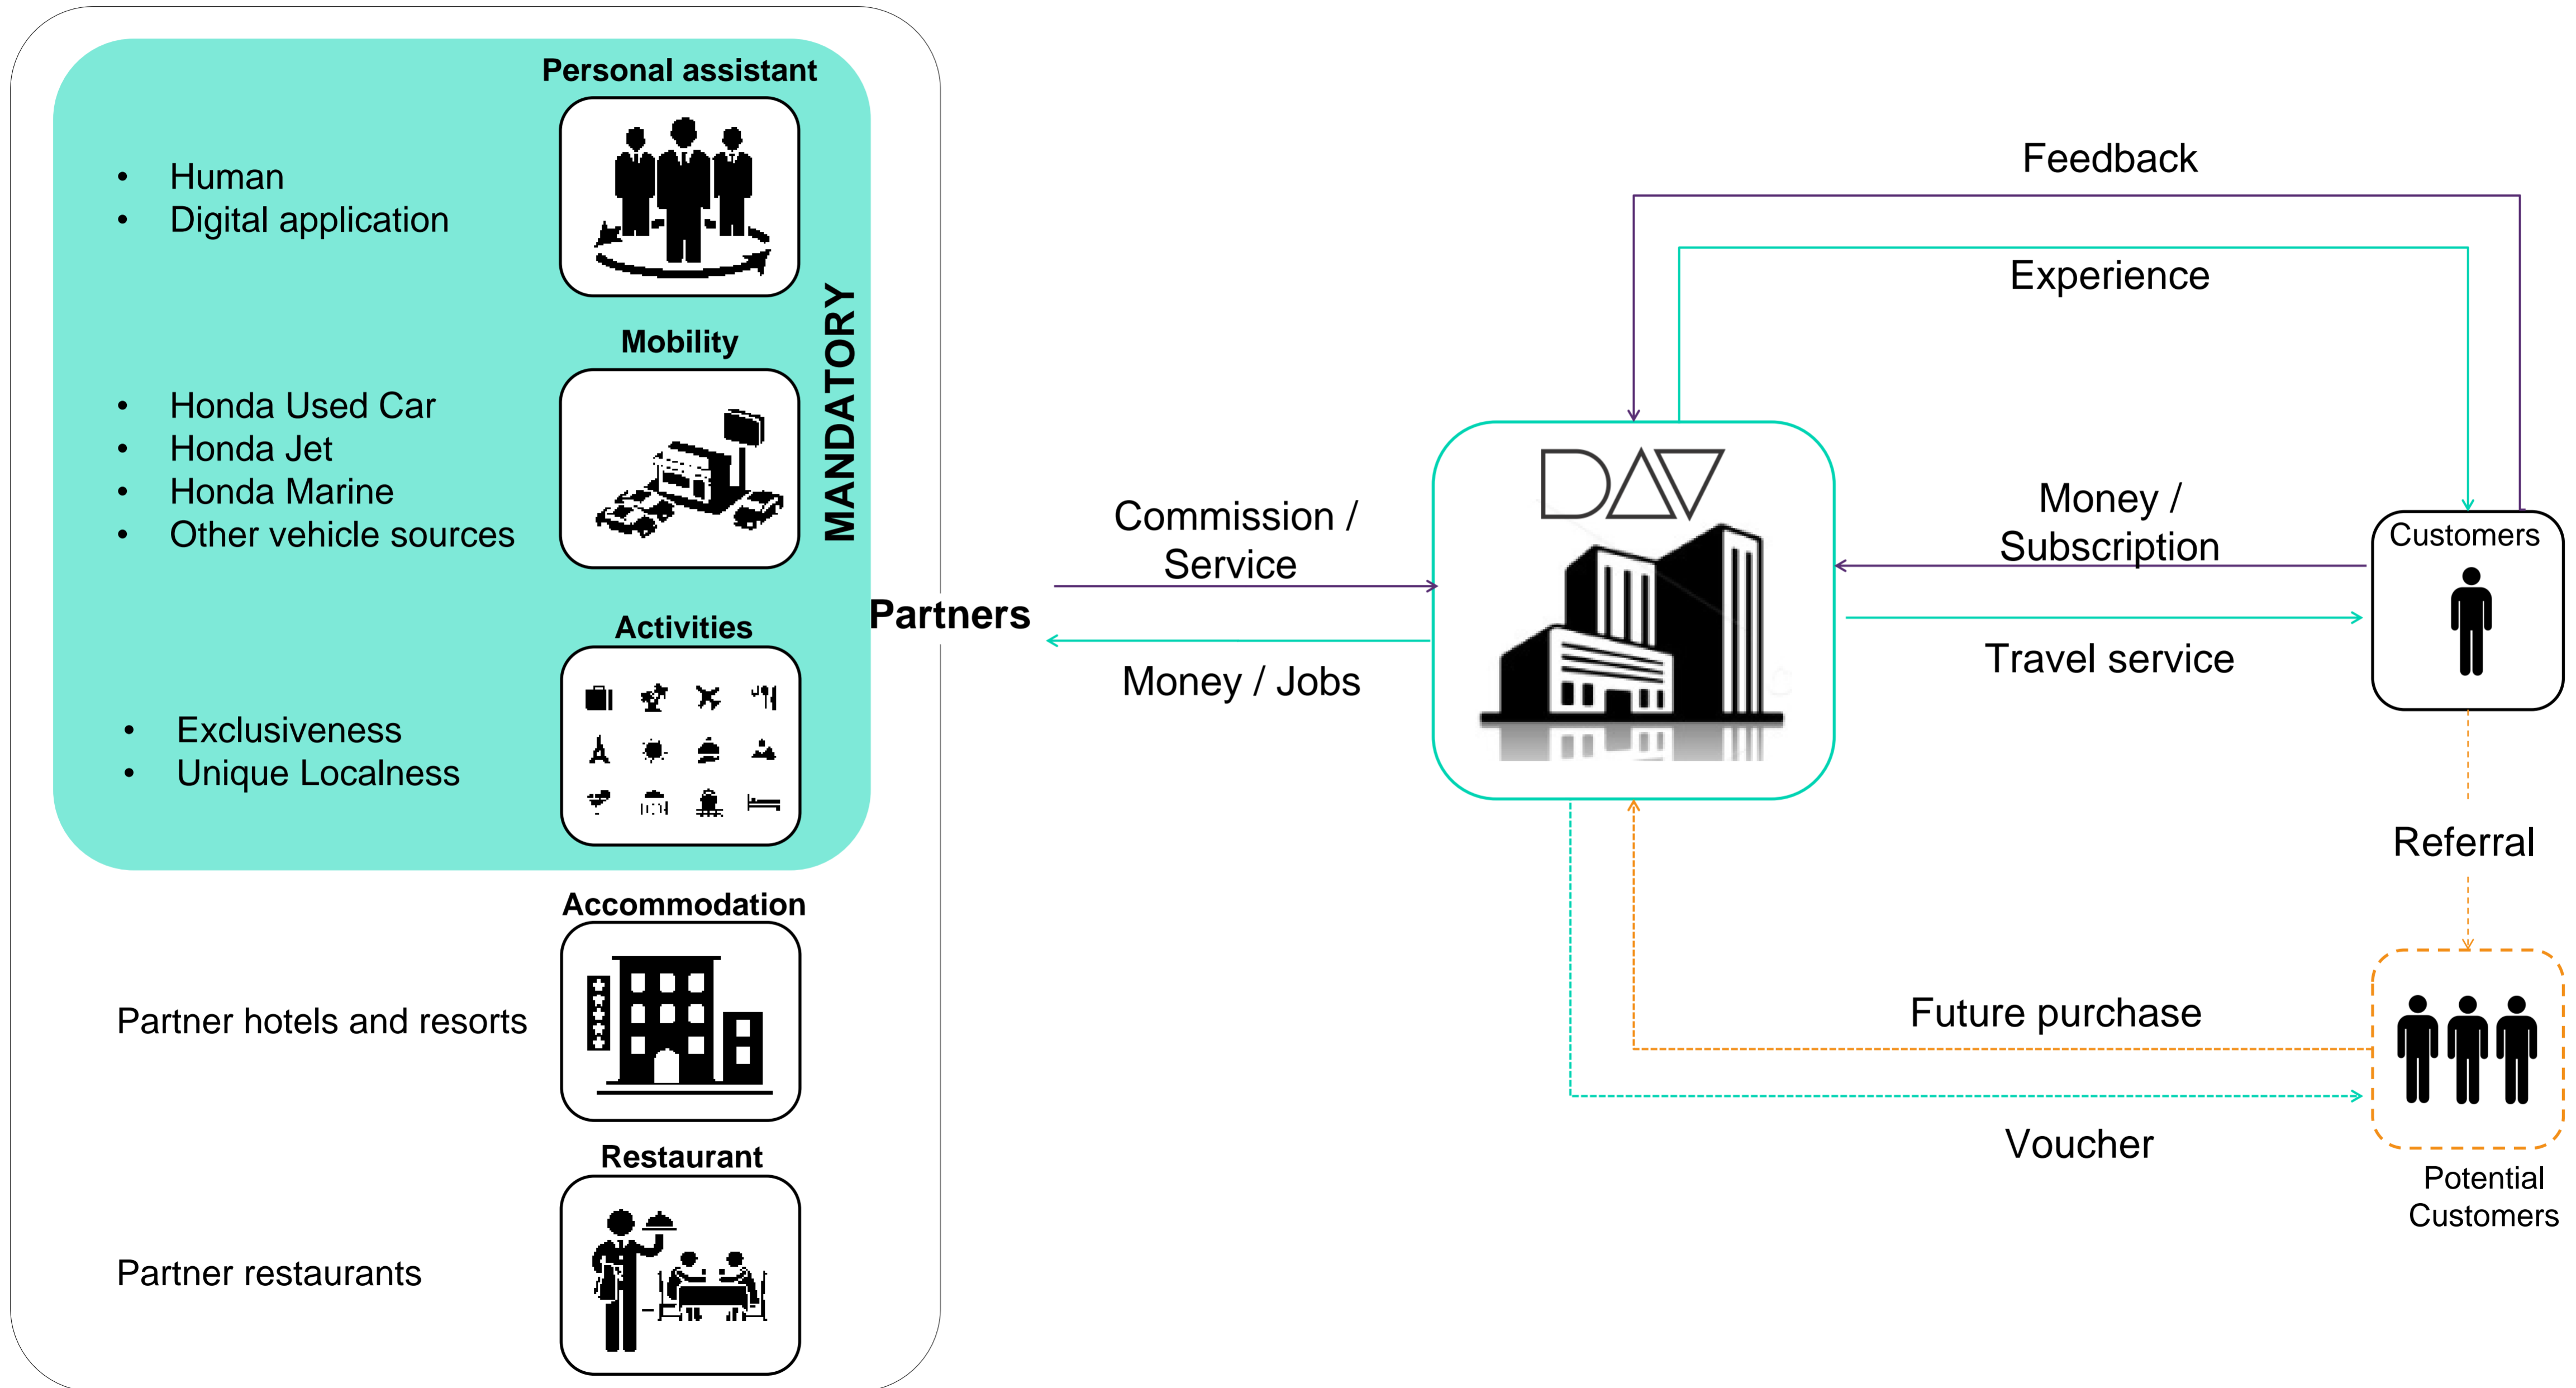 Personal assistant
• Human
• Digital application
Mobility
• Honda Used Car
• Honda Jet
• Honda Marine
• Other vehicle sources
MANDATORY
Activities
• Exclusiveness
• Unique Localness
Accommodation
Partner hotels and resorts
Restaurant
Partner restaurants
Partners
Commission /
Service
Money / Jobs
DAV
Feedback
Experience
Money /
Subscription
Travel service
Customers
Referral
Future purchase
Voucher
Potential
Customers